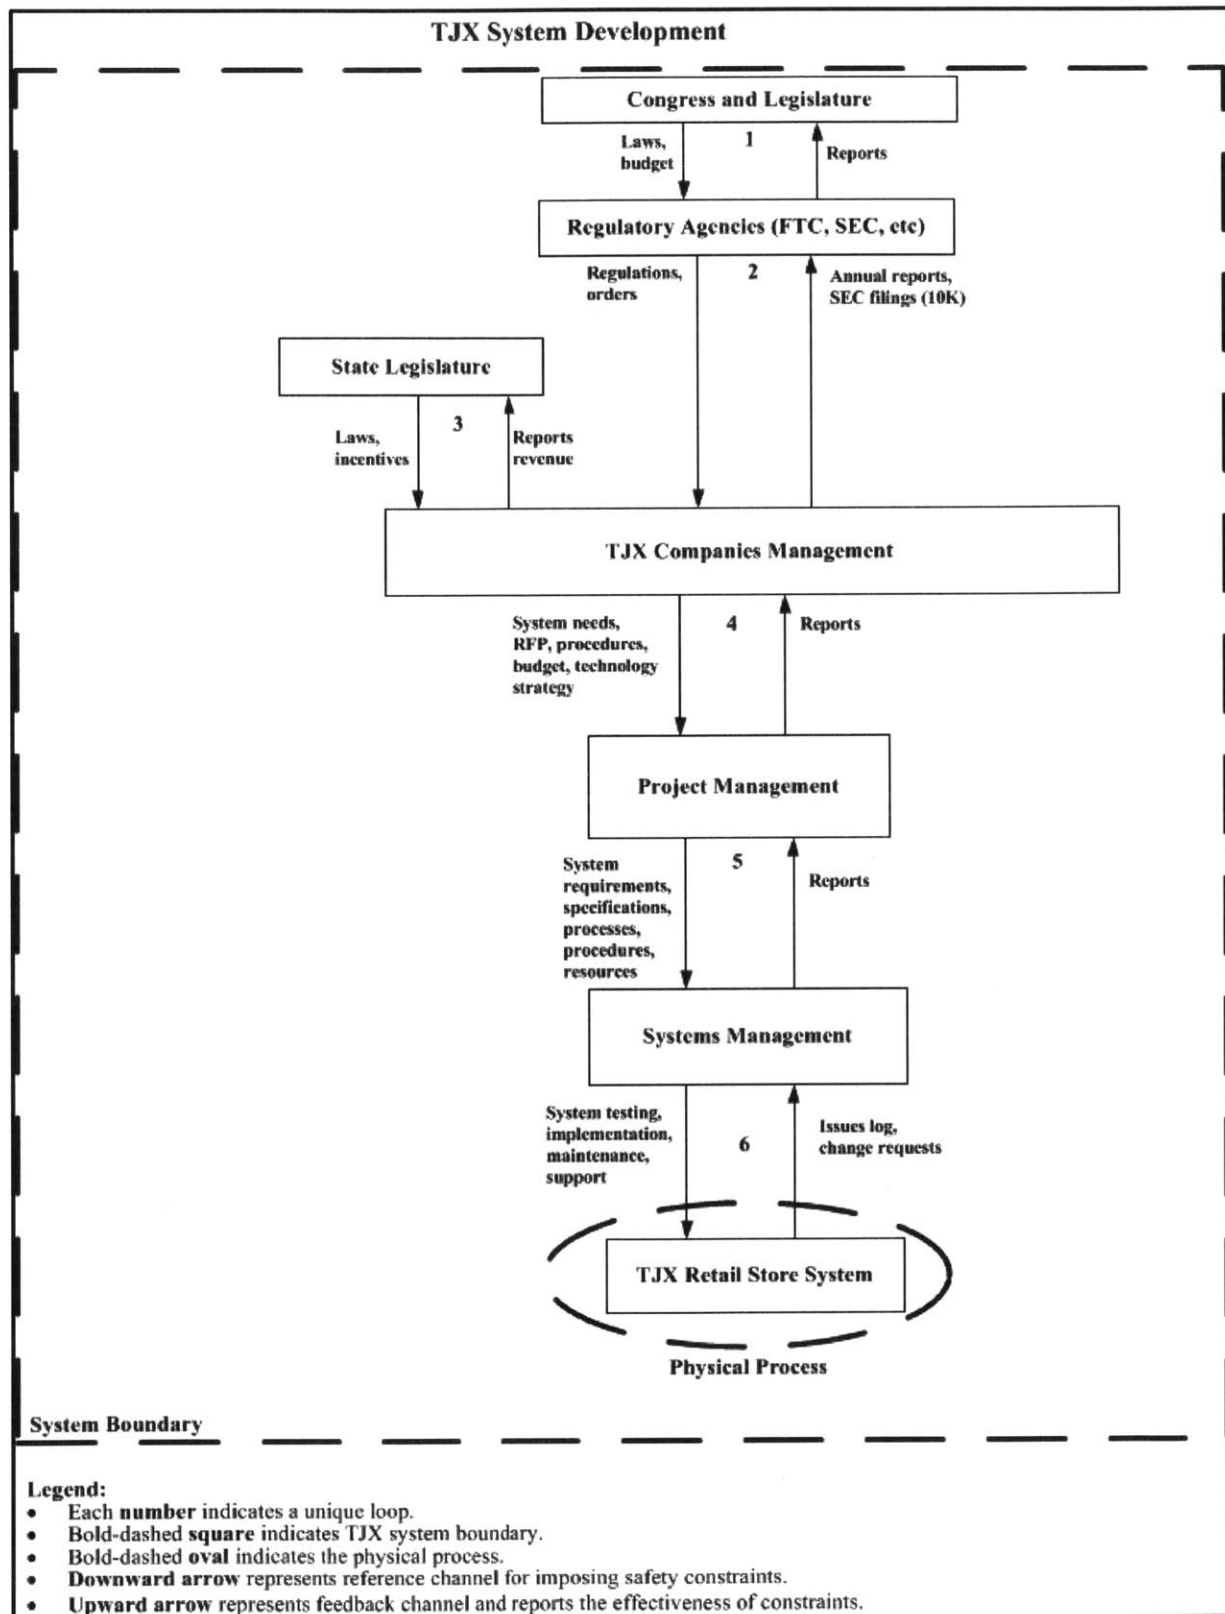 TJX System Development
Congress and Legislature
Laws,
budget
1
Reports
Regulatory Agencies (FTC, SEC, etc)
Regulations,
orders
2
Annual reports,
SEC filings (10K)
State Legislature
Laws,
incentives
3
Reports
revenue
TJX Companies Management
System needs,
RFP, procedures,
budget, technology
strategy
4
Reports
Project Management
System
requirements,
specifications,
processes,
procedures,
resources
5
Reports
Systems Management
System testing,
implementation,
maintenance,
support
6
Issues log,
change requests
TJX Retail Store System
Physical Process
System Boundary
Legend:
• Each number indicates a unique loop.
• Bold-dashed square indicates TJX system boundary.
• Bold-dashed oval indicates the physical process.
• Downward arrow represents reference channel for imposing safety constraints.
• Upward arrow represents feedback channel and reports the effectiveness of constraints.